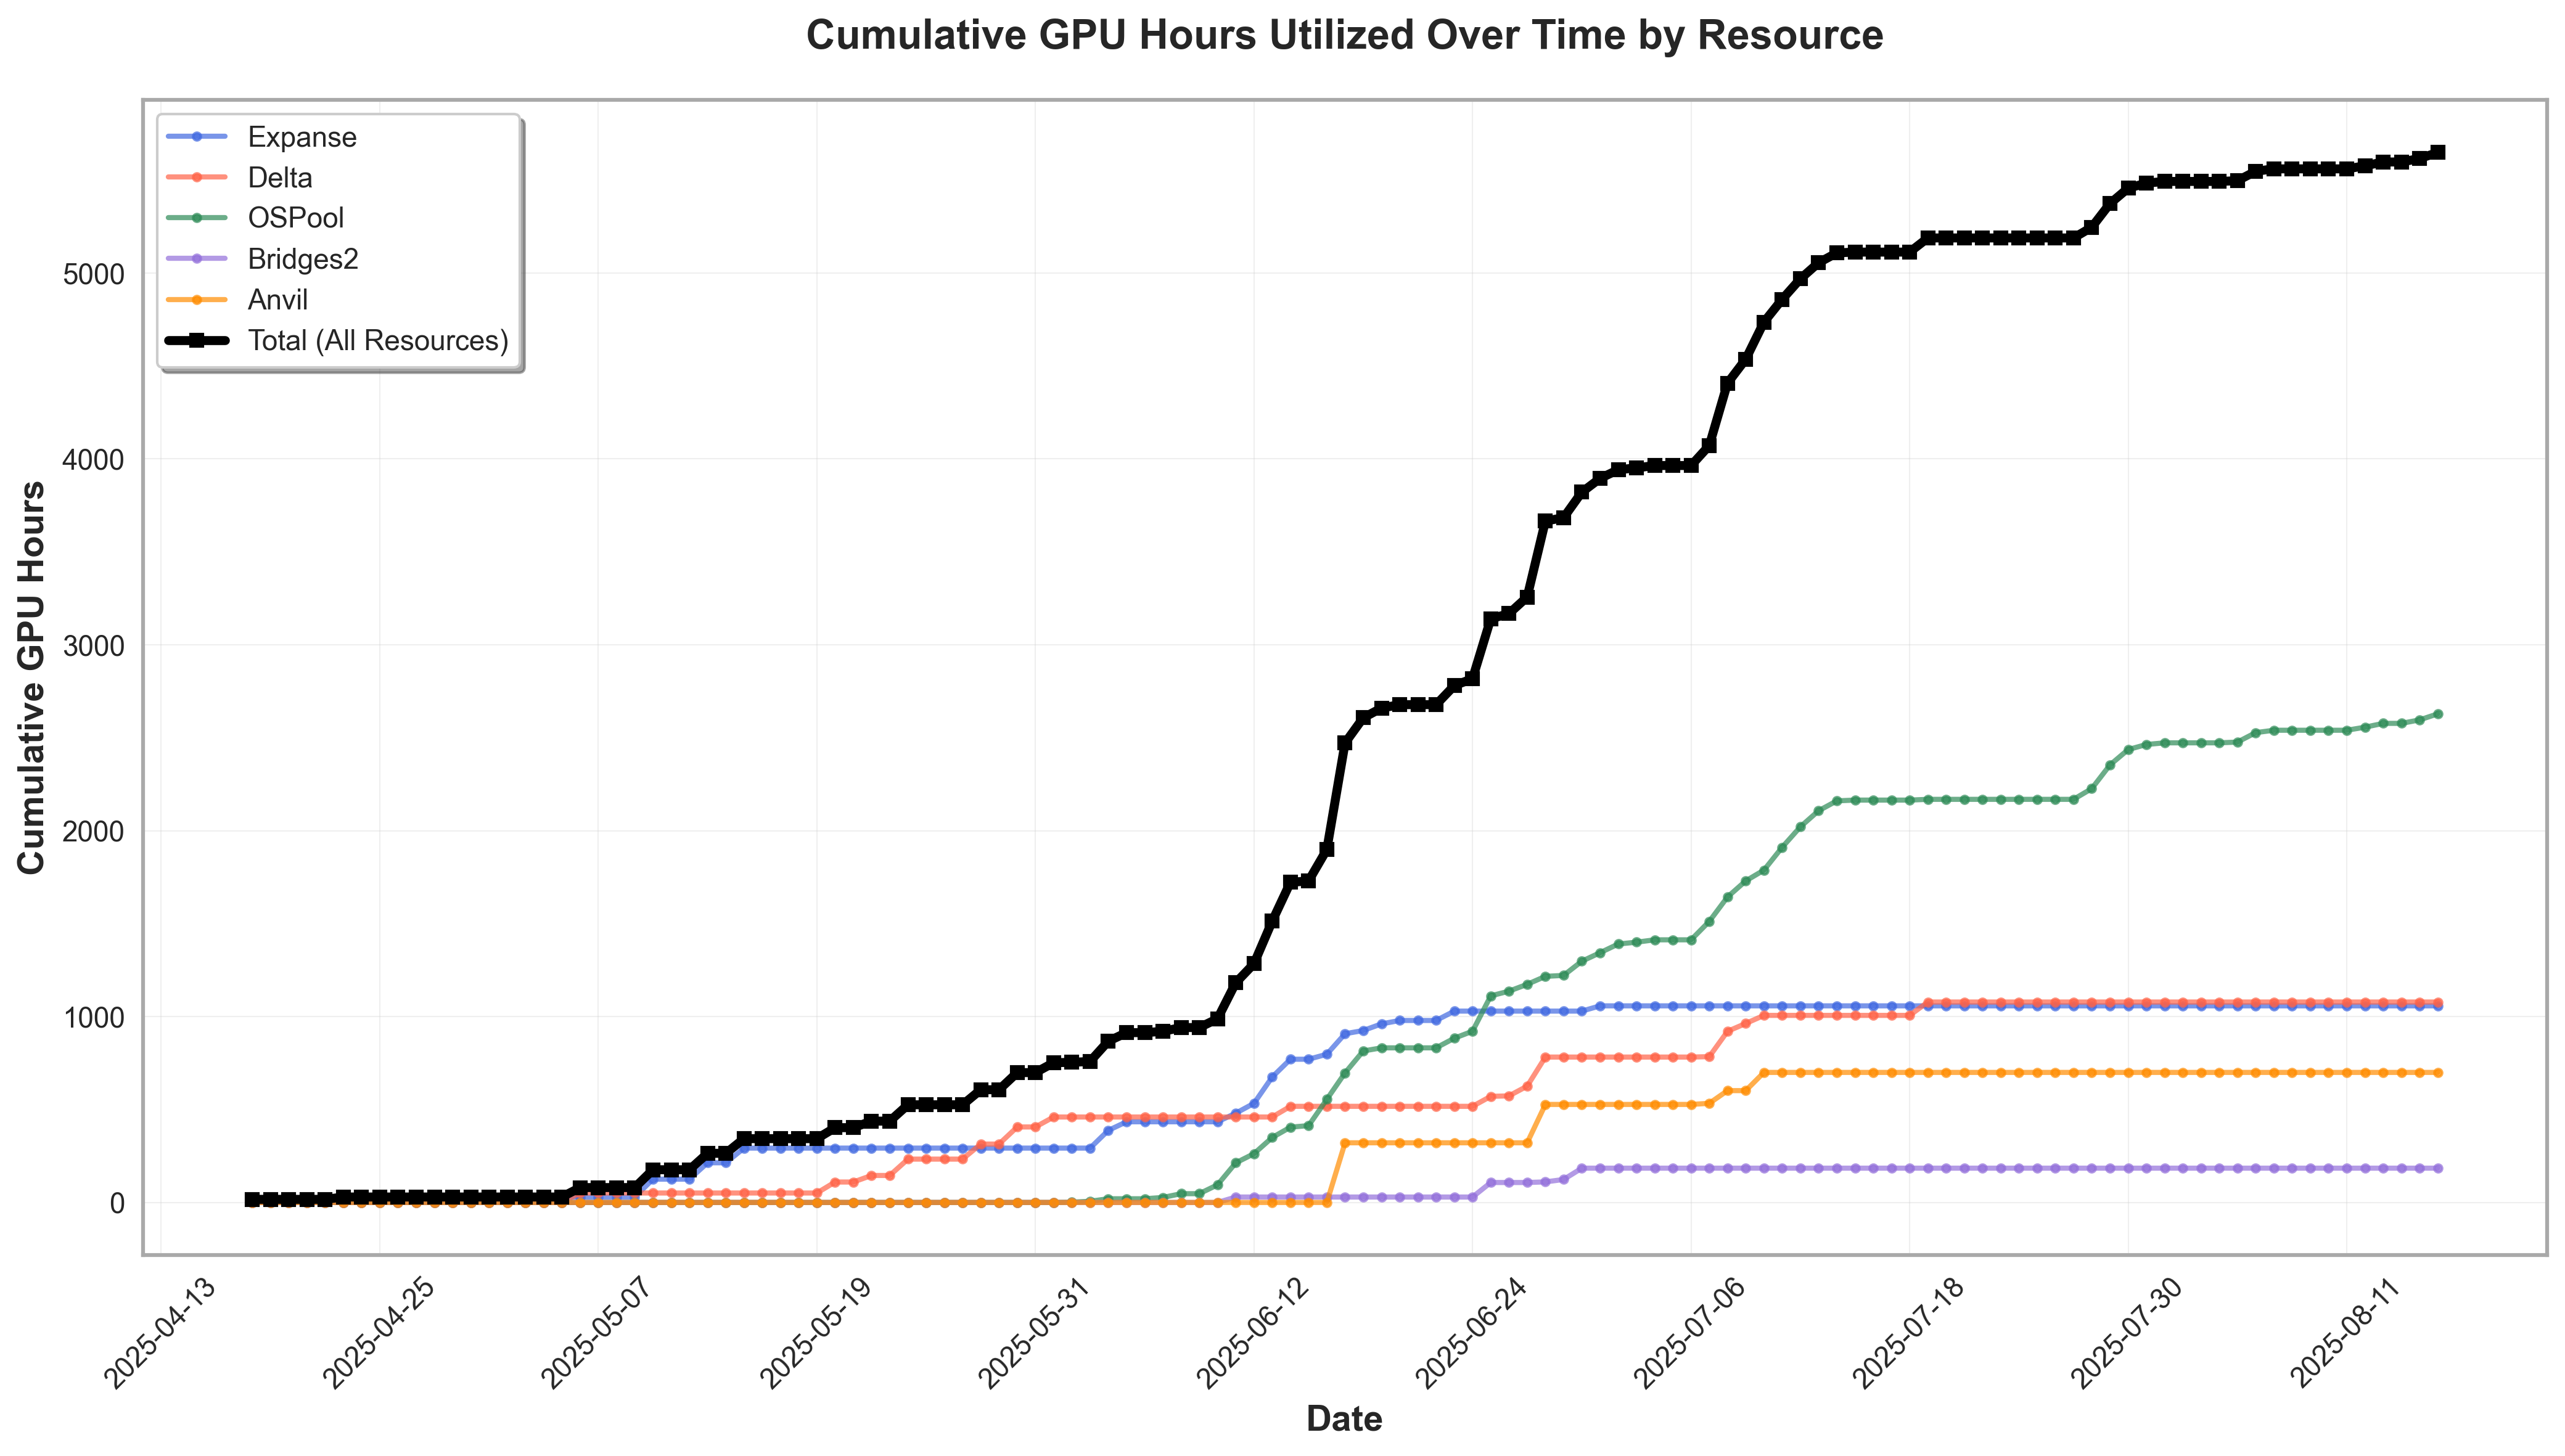 Cumulative GPU Hours Utilized Over Time by Resource
Expanse
Delta
OSPool
Bridges2
Anvil
Total (All Resources)
Cumulative GPU Hours
5000
4000
3000
2000
1000
0
2025-04-13
2025-04-25
2025-05-07
2025-05-19
2025-05-31
2025-06-12
2025-06-24
2025-07-06
2025-07-18
2025-07-30
2025-08-11
Date